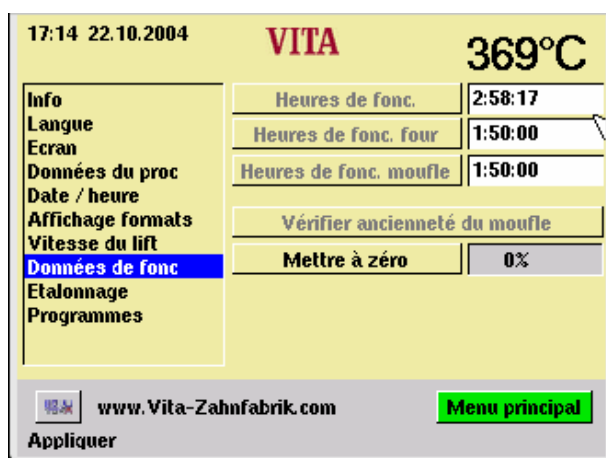 17:14 22.10.2004
VITA
369°C
Info
Langue
Ecran
Données du proc
Date / heure
Affichage formats
Vitesse du lift
Données de fonc
Etalonnage
Programmes
Heures de fonc.
2:58:17
Heures de fonc. four
1:50:00
Heures de fonc. moufle
1:50:00
Vérifier ancienneté du moufle
Mettre à zéro
0%
www.Vita-Zahnfabrik.com
Menu principal
Appliquer